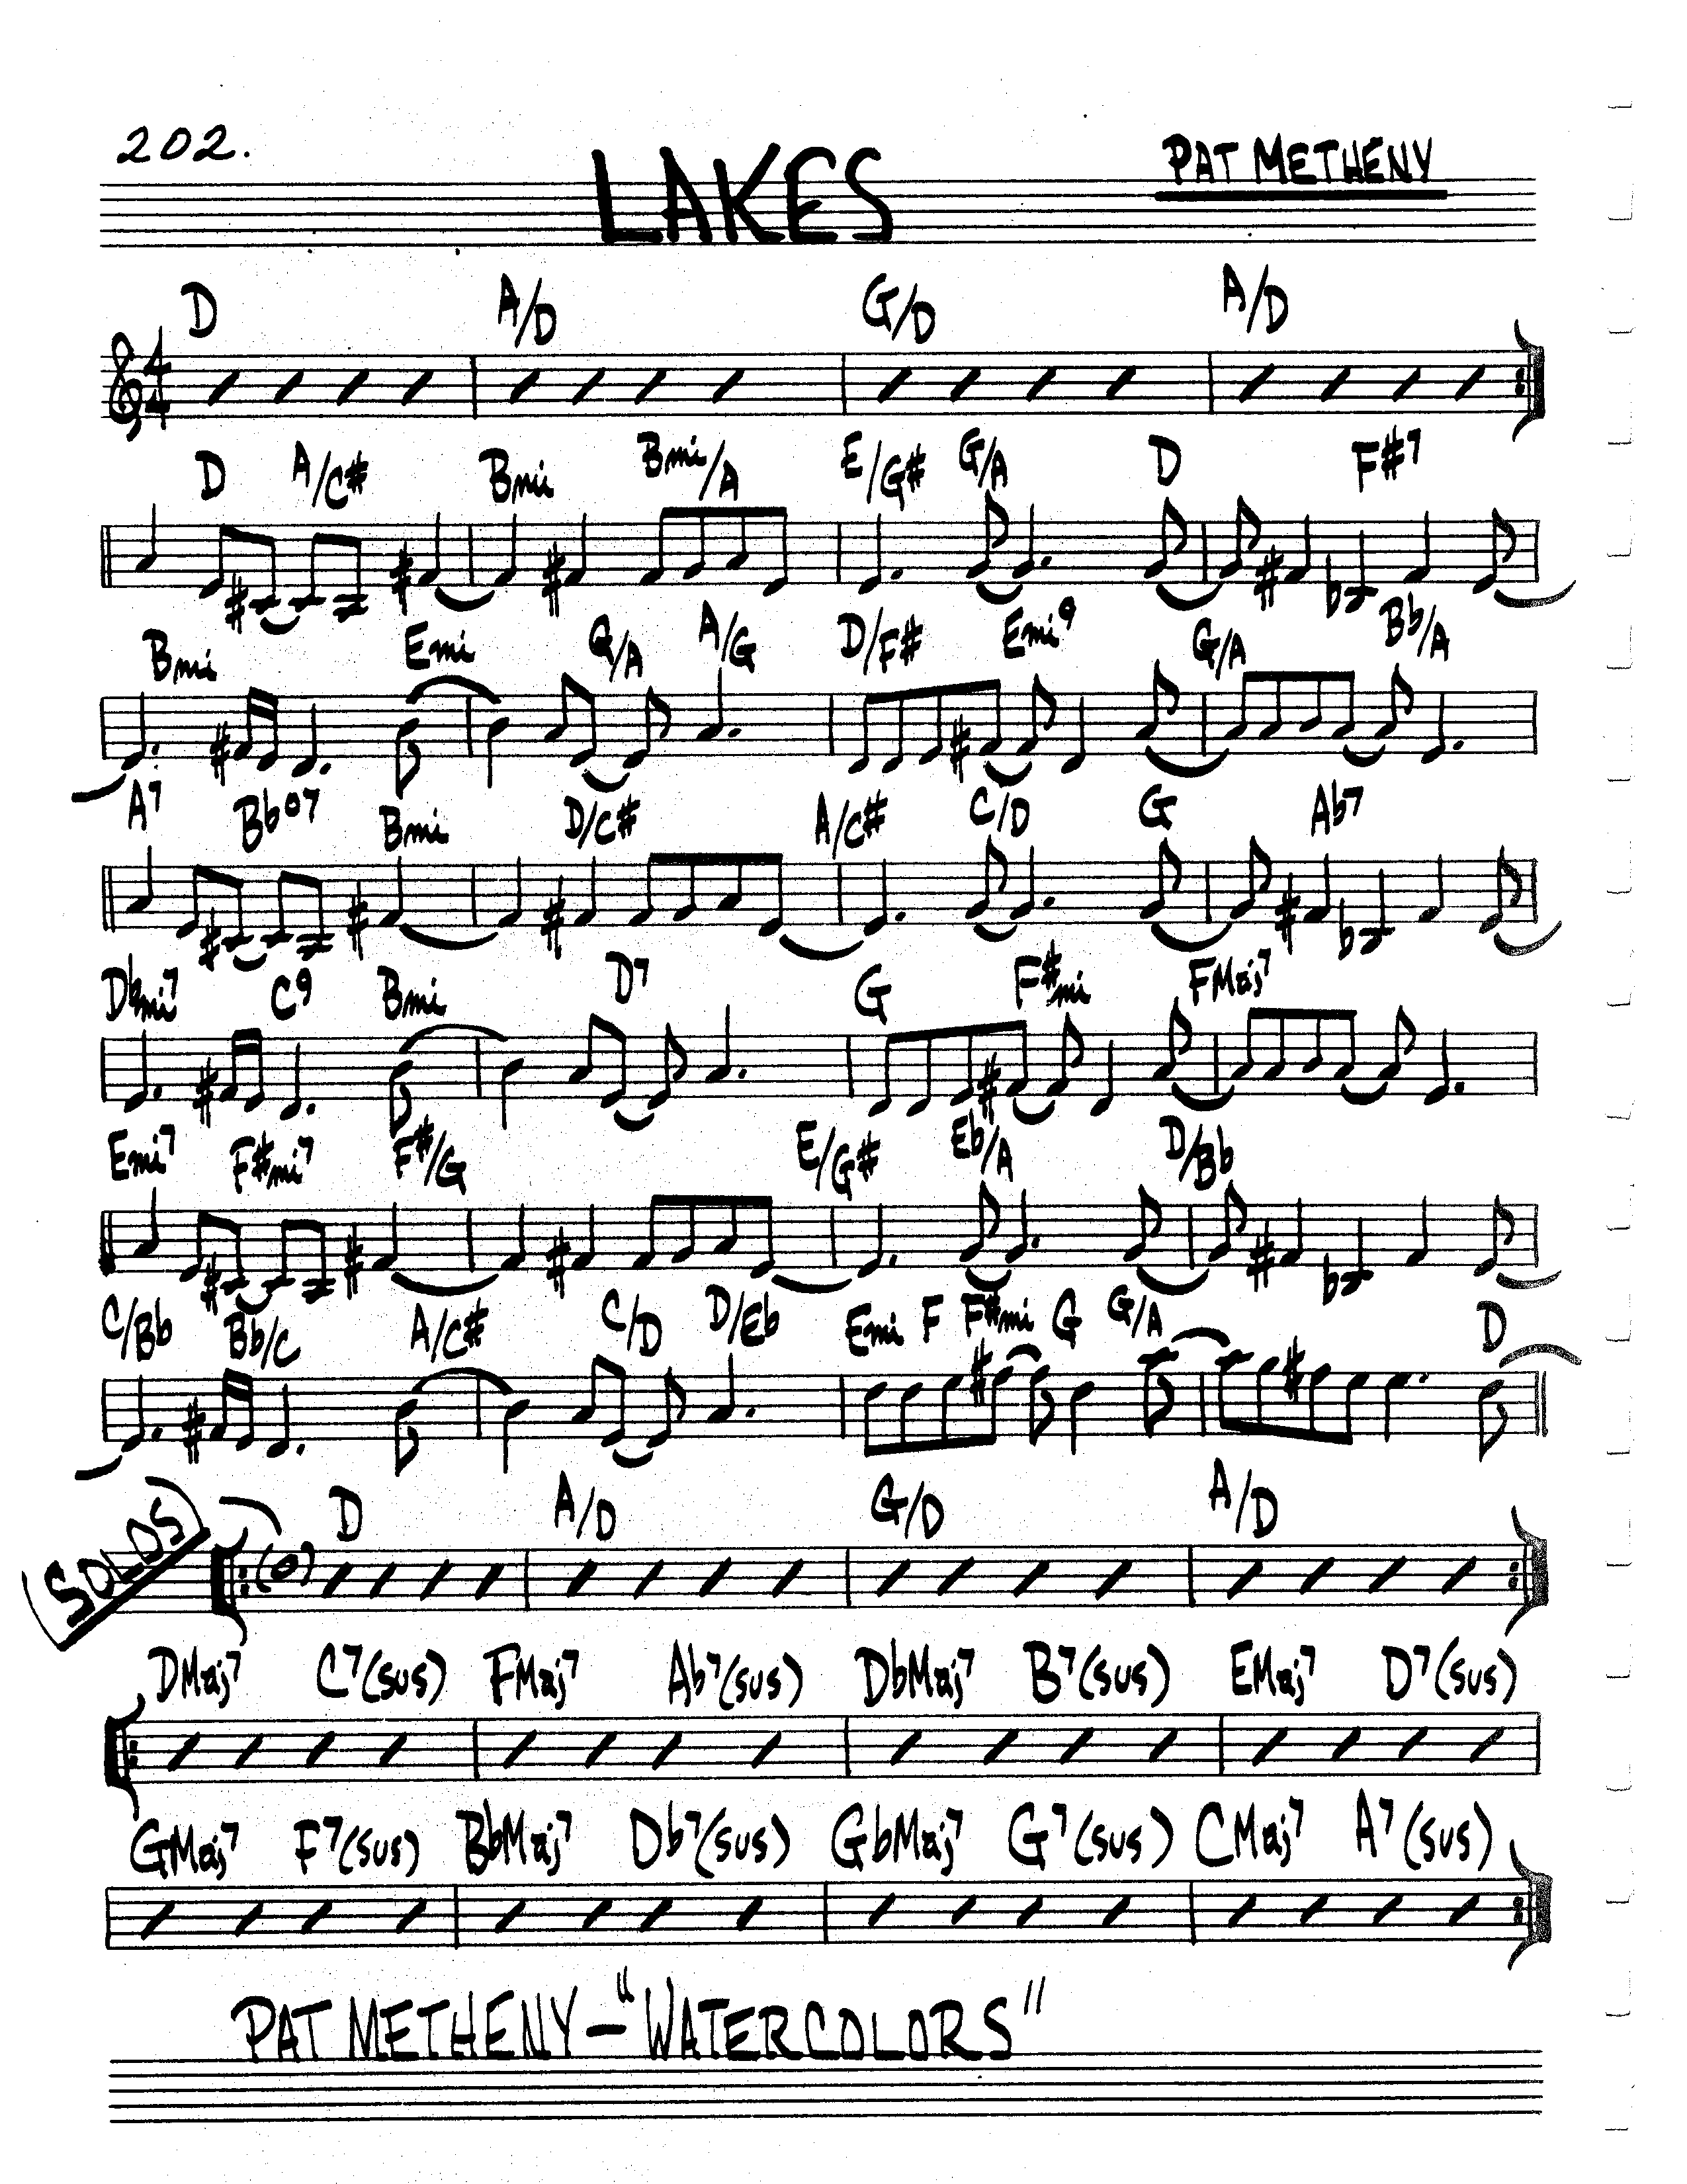 202.
LAKES
PAT METHENY
D A/D G/D A/D
4
4
D A/C# Bmi Bmi/A E/G# G/A D F#7
Bmi Emi G/A A/G D/F# Emi9 G/A Bb/A
A7 Bbo7 Bmi D/C# A/C# C/D G Ab7
Dbmi7 C9 Bmi D7 G F#mi FMaj7
Emi7 F#mi7 F#/G E/G# Eb/A D/Bb
C/Bb Bb/C A/C# C/D D/Eb Emi F F#mi G G/A D
SOLOS
D A/D G/D A/D
DMaj7 C7(sus) FMaj7 Ab7(sus) DbMaj7 B7(sus) EMaj7 D7(sus)
GMaj7 F7(sus) BbMaj7 Db7(sus) GbMaj7 G7(sus) CMaj7 A7(sus)
PAT METHENY – "WATERCOLORS"